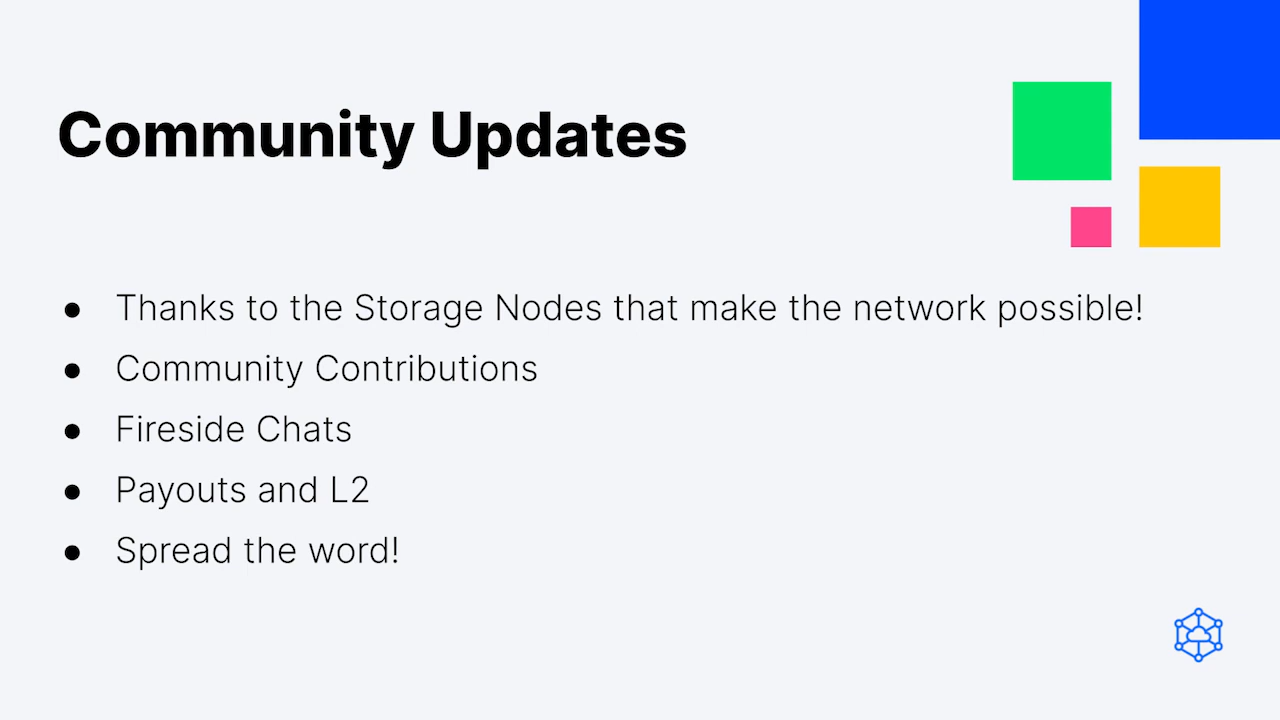 Community Updates
● Thanks to the Storage Nodes that make the network possible!
● Community Contributions
● Fireside Chats
● Payouts and L2
● Spread the word!